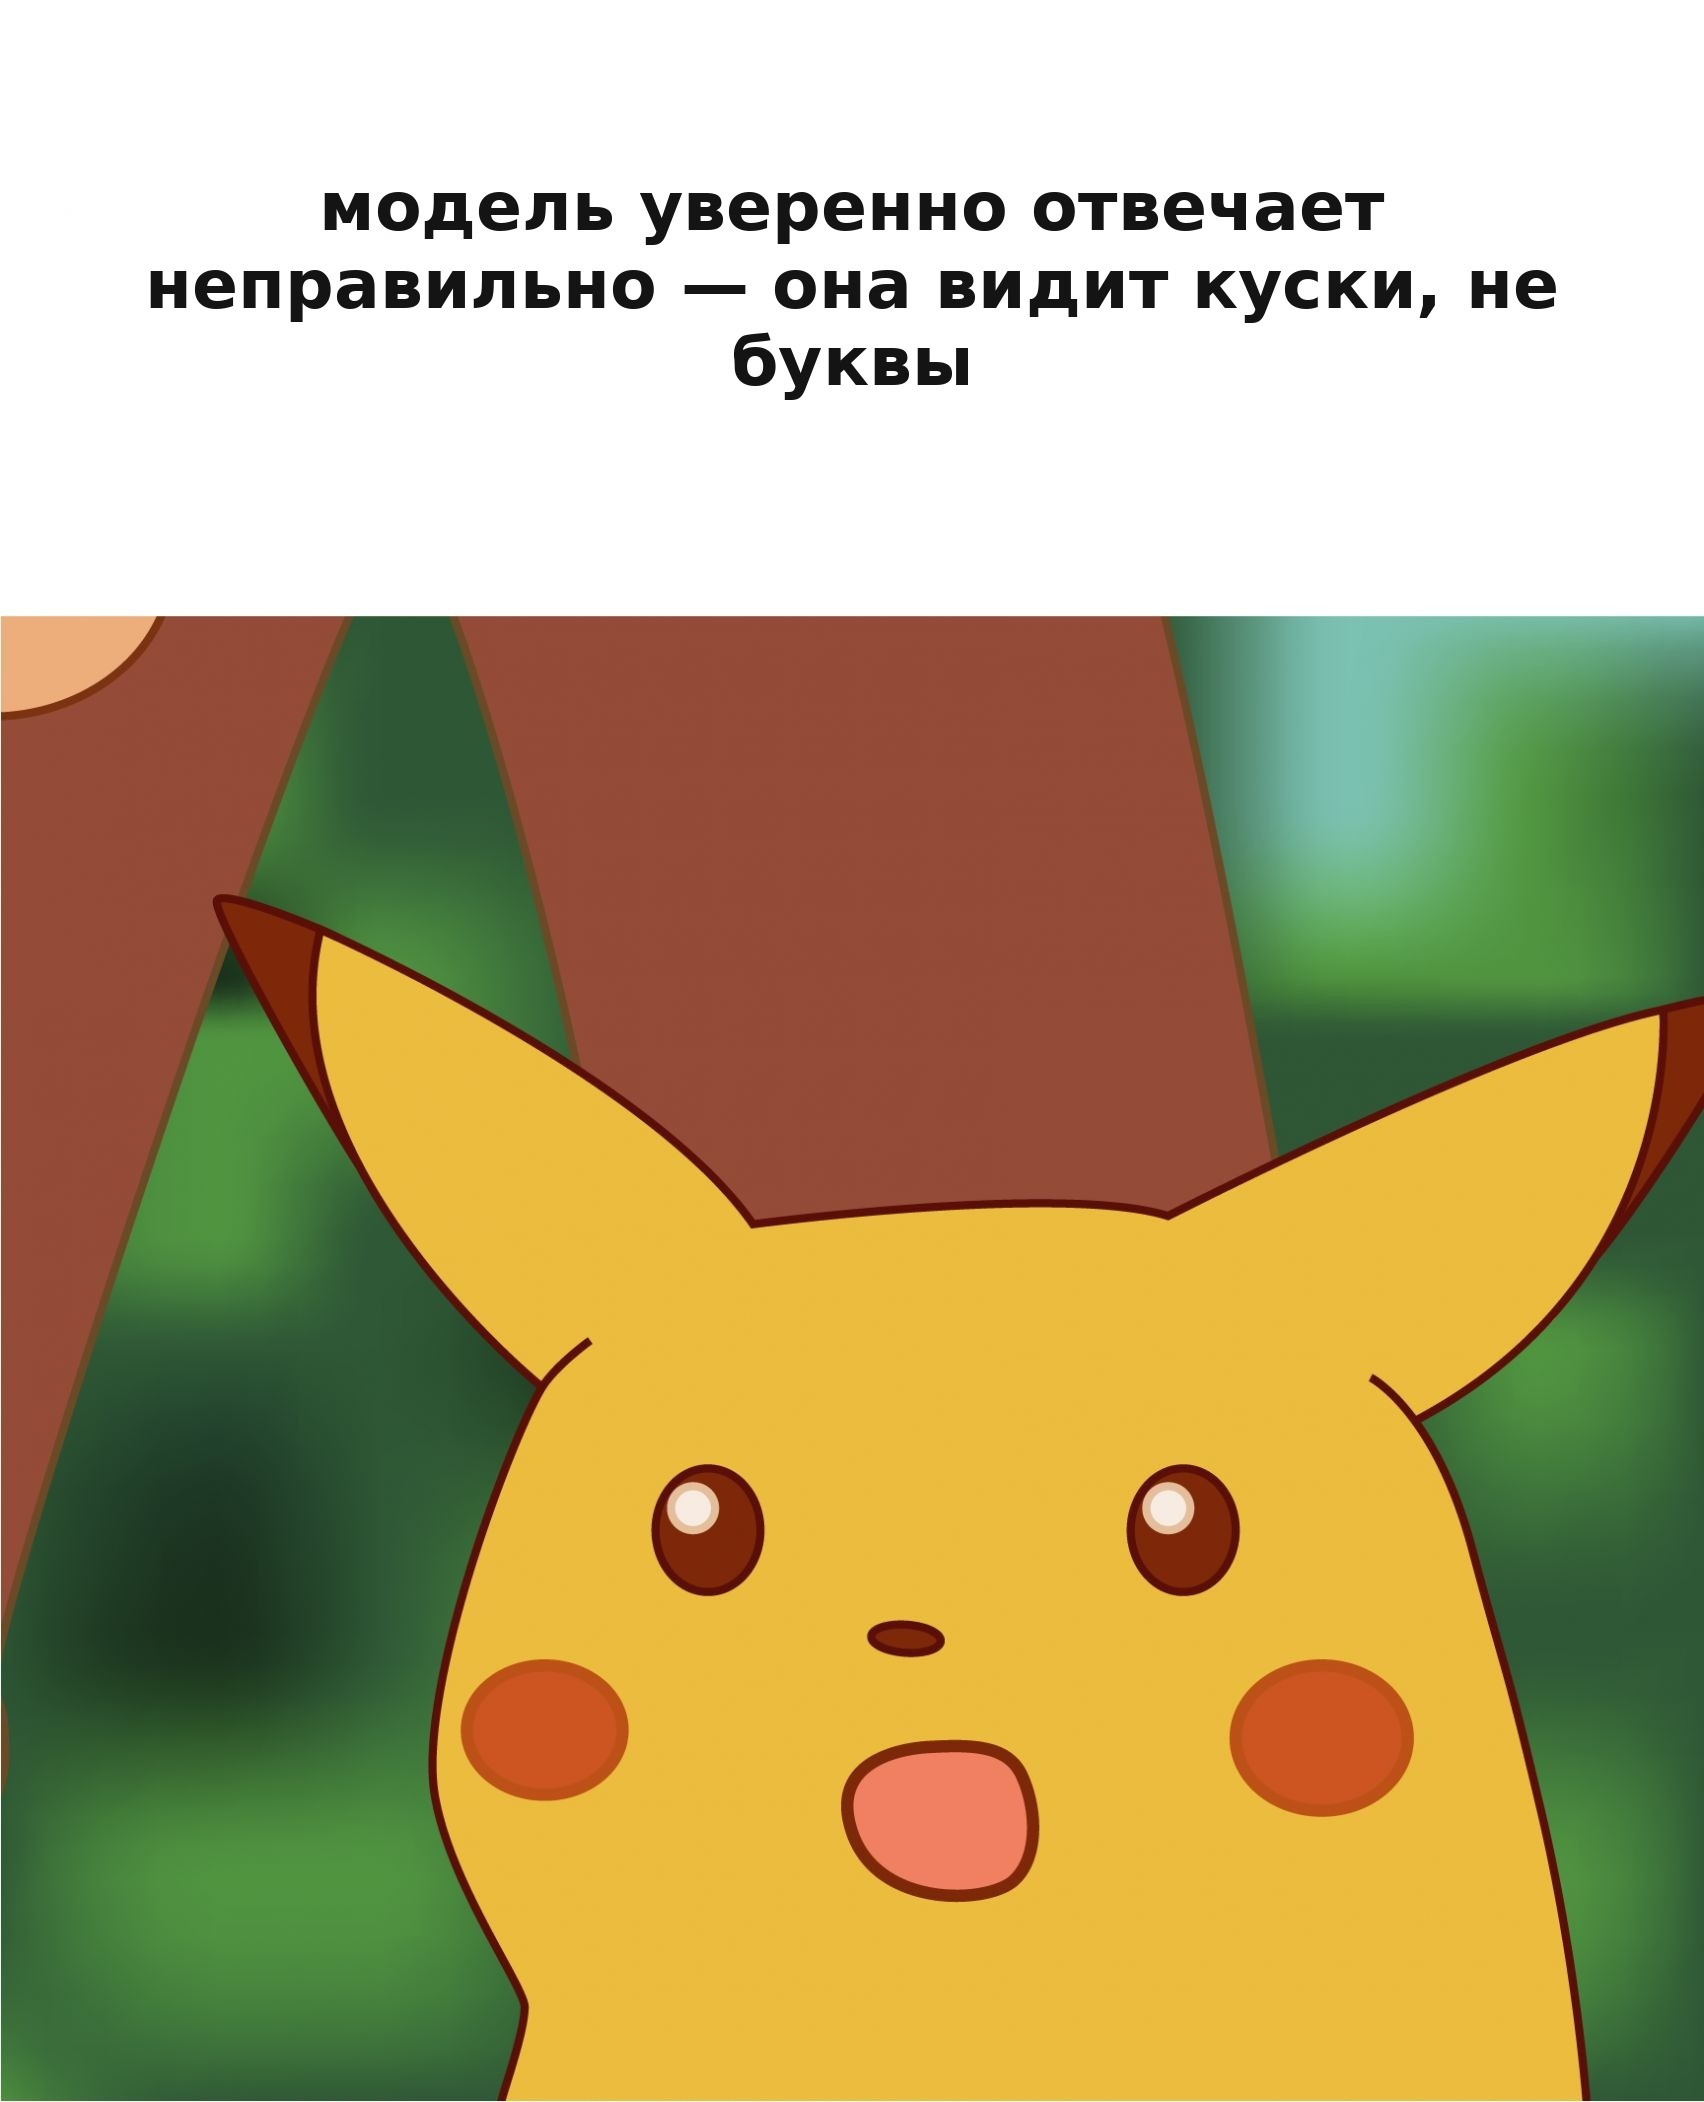 модель уверенно отвечает
неправильно — она видит куски, не
буквы